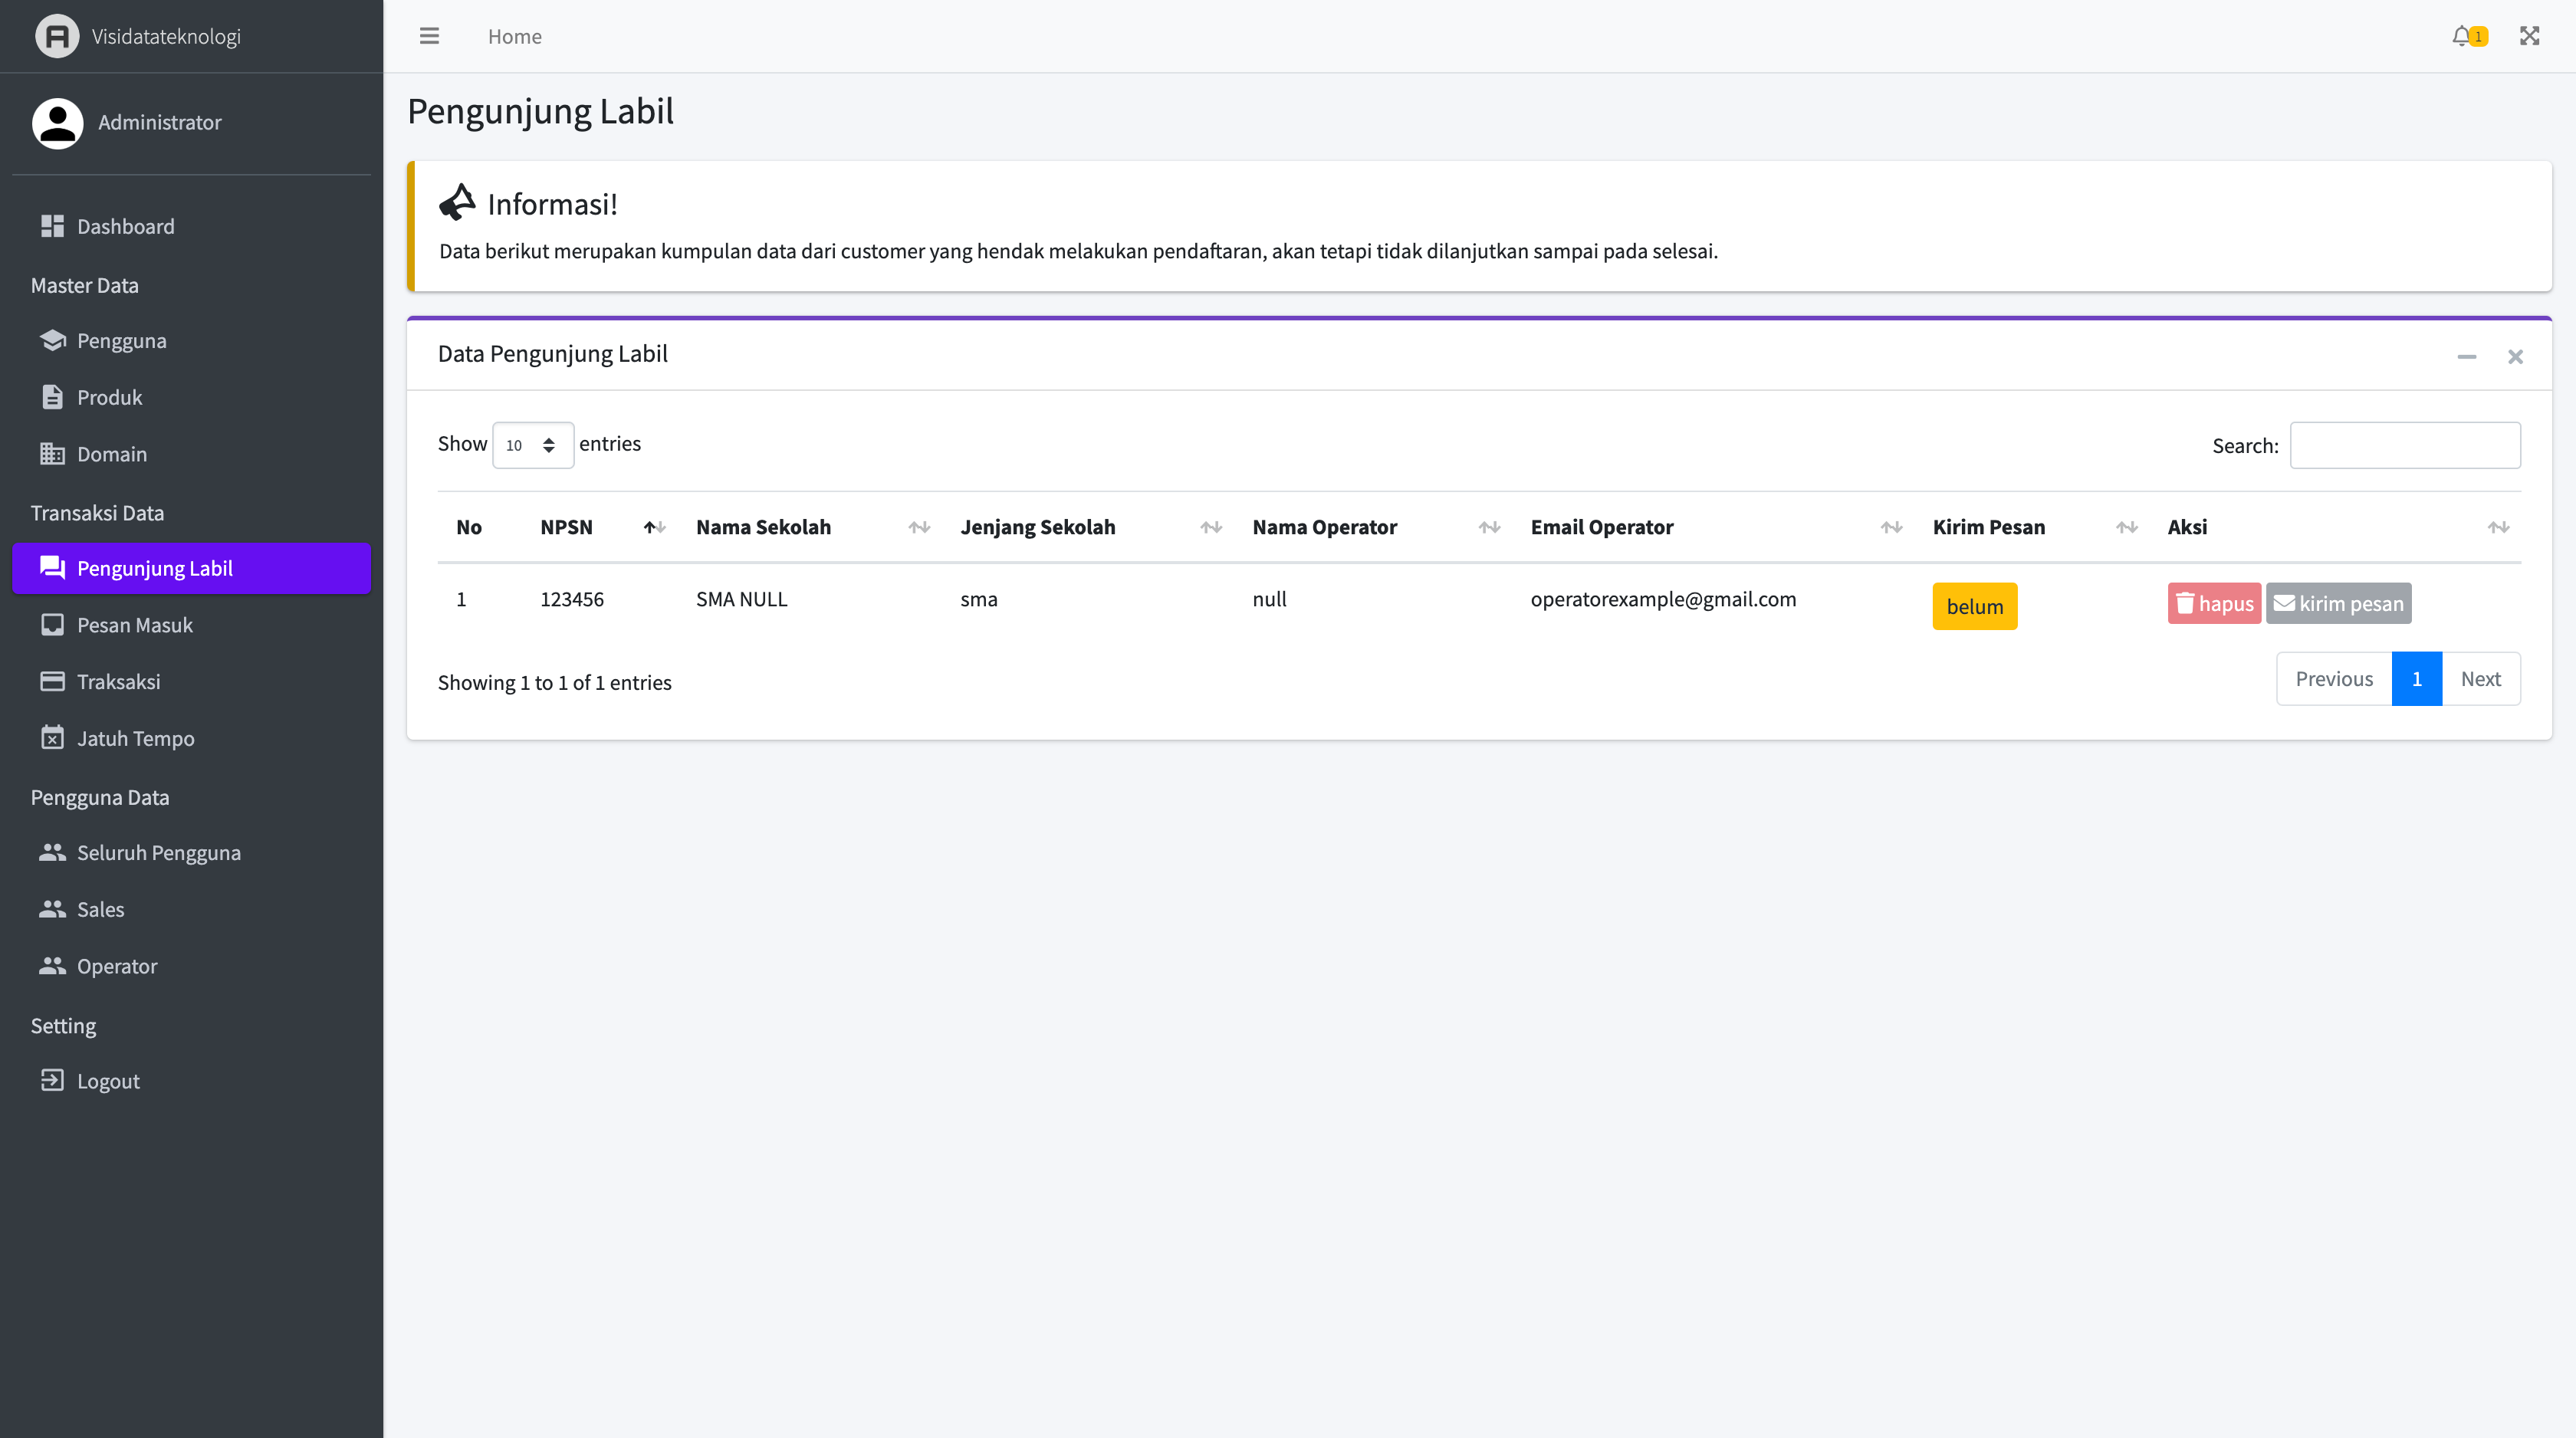 Visidatateknologi
Home
1
Administrator
Dashboard
Master Data
Pengguna
Produk
Domain
Transaksi Data
Pengunjung Labil
Pesan Masuk
Traksaksi
Jatuh Tempo
Pengguna Data
Seluruh Pengguna
Sales
Operator
Setting
Logout
Pengunjung Labil
Informasi!
Data berikut merupakan kumpulan data dari customer yang hendak melakukan pendaftaran, akan tetapi tidak dilanjutkan sampai pada selesai.
Data Pengunjung Labil
Show 10 entries
Search:
No NPSN Nama Sekolah Jenjang Sekolah Nama Operator Email Operator Kirim Pesan Aksi
1 123456 SMA NULL sma null operatorexample@gmail.com belum hapus kirim pesan
Showing 1 to 1 of 1 entries
Previous 1 Next